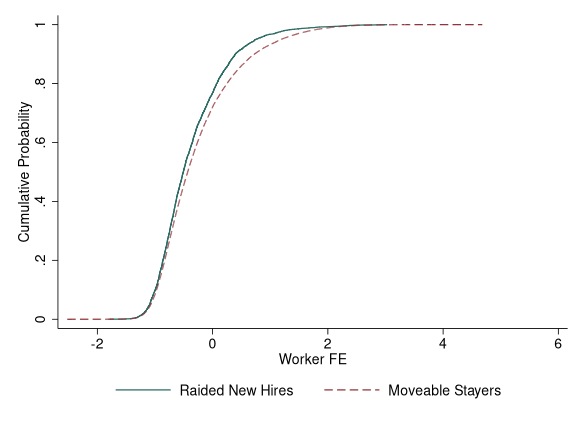 1
.8
.6
.4
.2
0
Cumulative Probability
-2 0 2 4 6
Worker FE
Raided New Hires Moveable Stayers